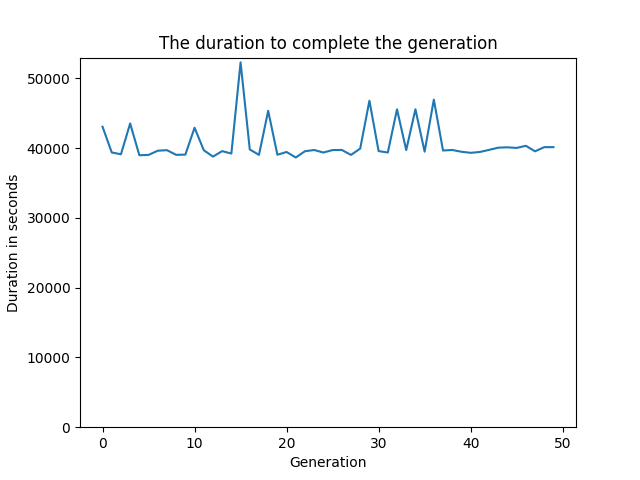 The duration to complete the generation
50000
40000
30000
20000
10000
0
Duration in seconds
0 10 20 30 40 50
Generation